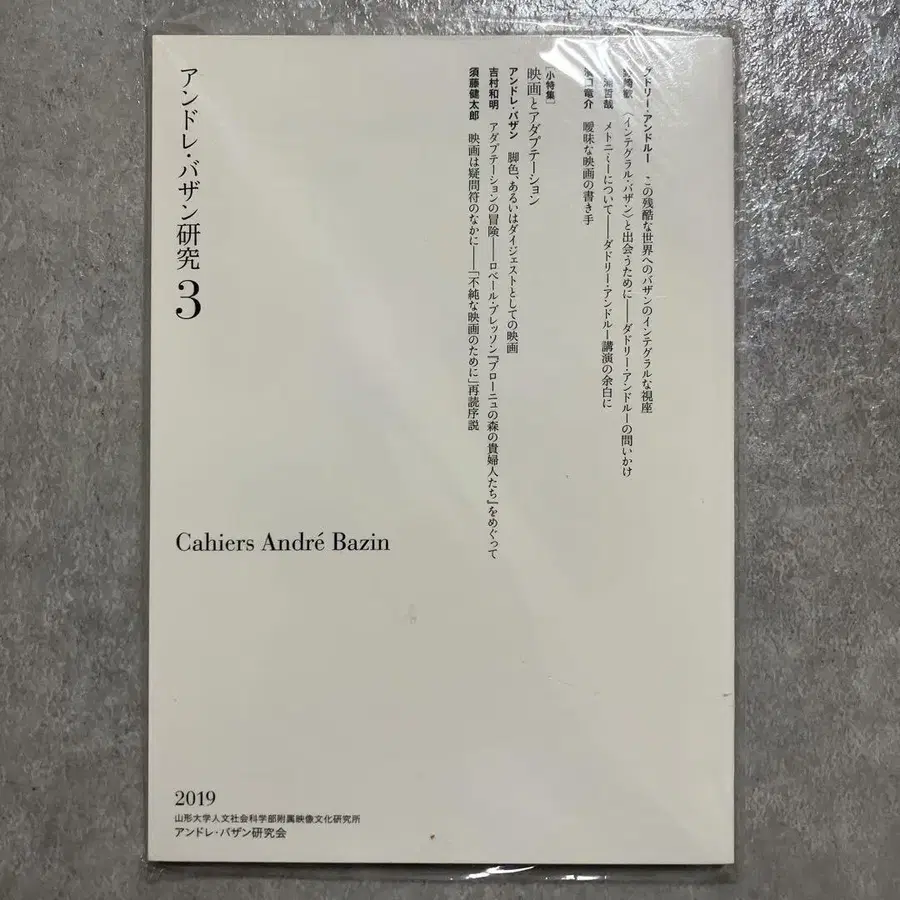 ダドリー・アンドルー　この残酷な世界へのバザンのインテグラルな視座
野崎歓　〈インテグラル・バザン〉と出会うために——ダドリー・アンドルーの問いかけ
三浦哲哉　メトニミーについて——ダドリー・アンドルー講演の余白に
濱口竜介　曖昧な映画の書き手
[小特集]
映画とアダプテーション
アンドレ・バザン　脚色、あるいはダイジェストとしての映画
吉村和明　アダプテーションの冒険——ロベール・ブレッソン『ブローニュの森の貴婦人たち』をめぐって
須藤健太郎　映画は疑問符のなかに——「不純な映画のために」再読序説
アンドレ・バザン研究 3
Cahiers André Bazin
2019
山形大学人文社会科学部附属映像文化研究所
アンドレ・バザン研究会